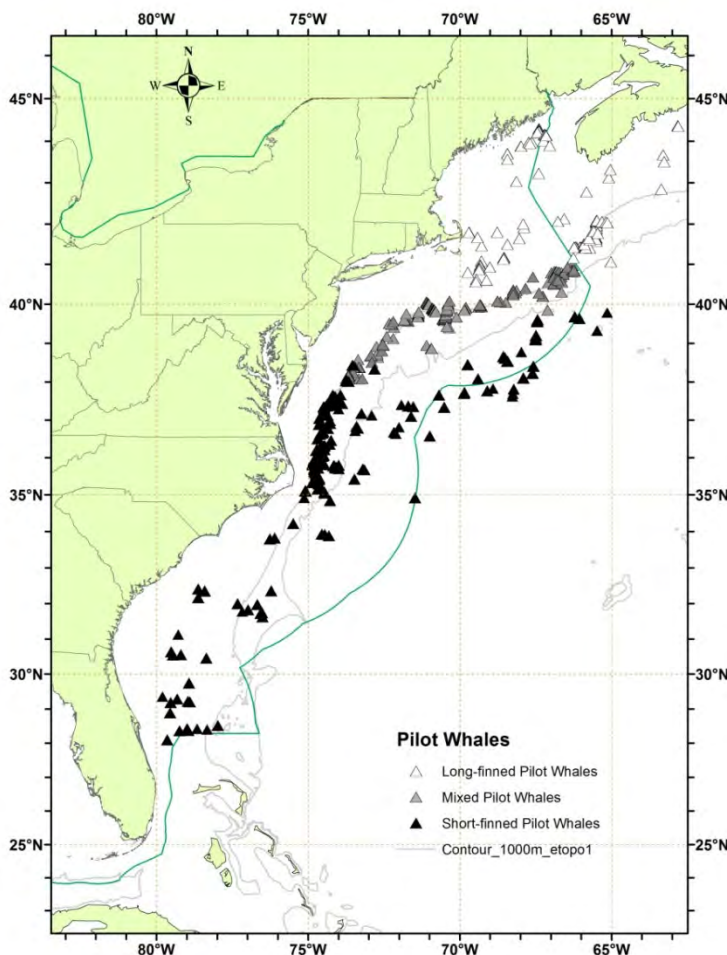 80°W 75°W 70°W 65°W
N
W E
S
45°N 45°N
40°N 40°N
35°N 35°N
30°N 30°N
Pilot Whales
Long-finned Pilot Whales
Mixed Pilot Whales
Short-finned Pilot Whales
25°N Contour_1000m_etopo1 25°N
80°W 75°W 70°W 65°W